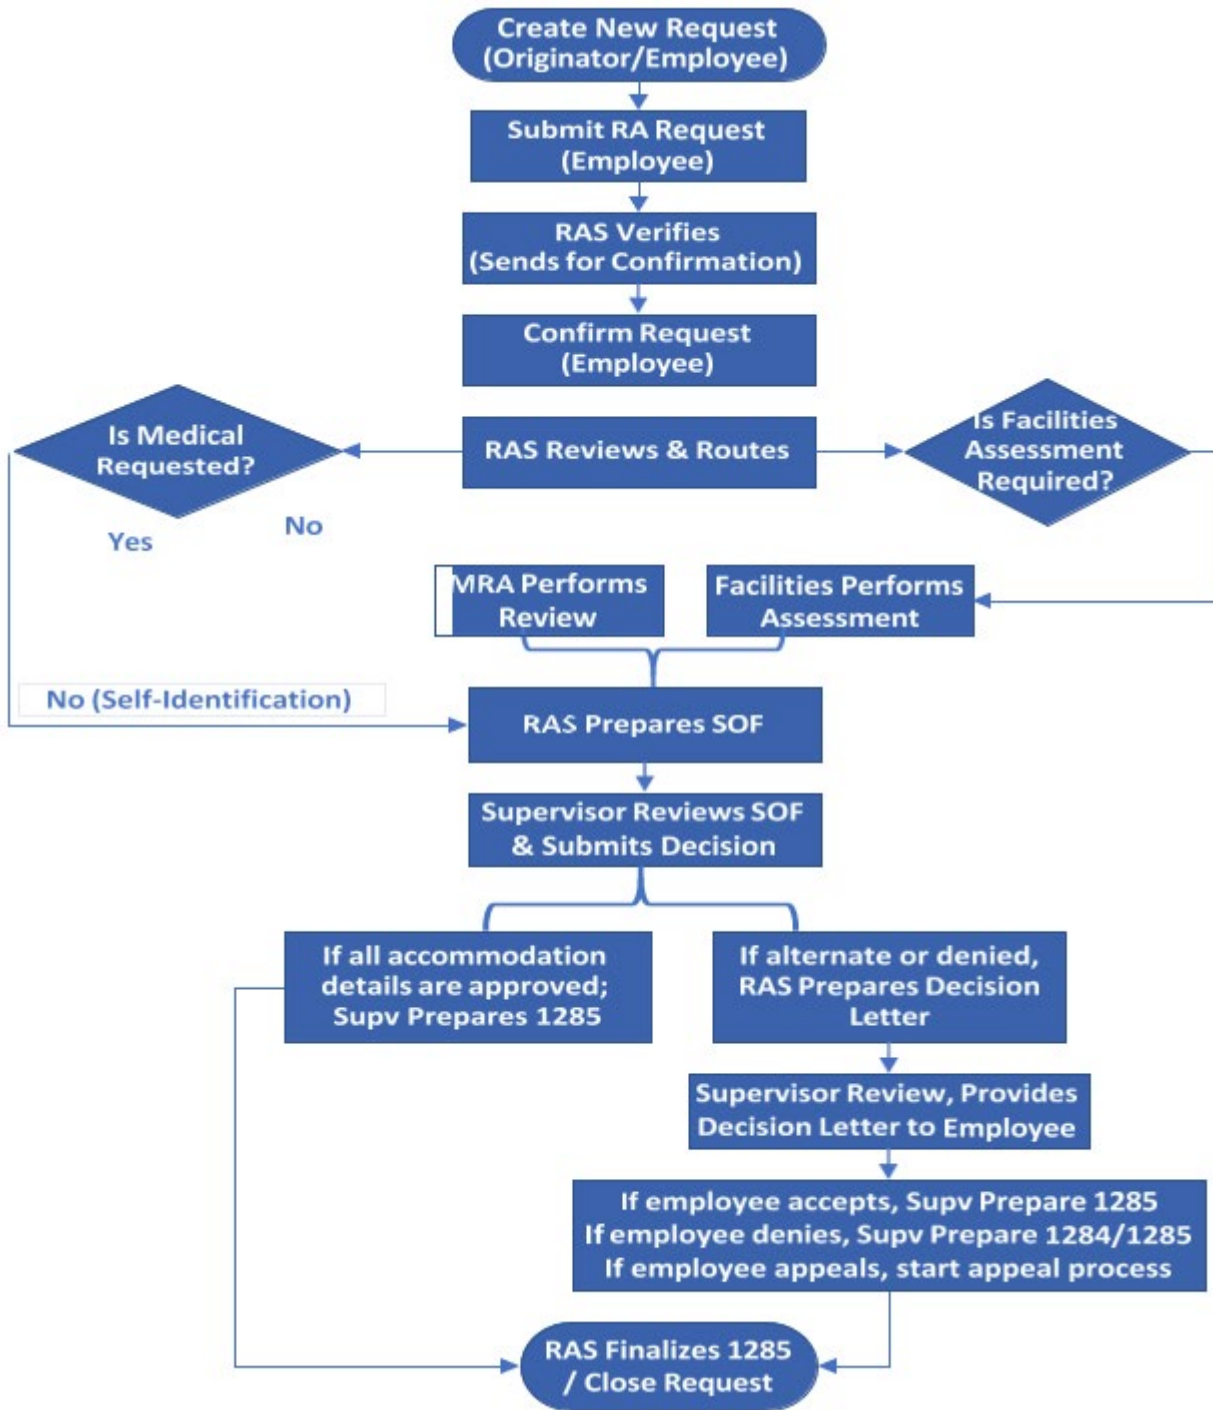 Create New Request
(Originator/Employee)
Submit RA Request
(Employee)
RAS Verifies
(Sends for Confirmation)
Confirm Request
(Employee)
Is Medical
Requested?
RAS Reviews & Routes
Is Facilities
Assessment
Required?
Yes
No
MRA Performs
Review
Facilities Performs
Assessment
No (Self-Identification)
RAS Prepares SOF
Supervisor Reviews SOF
& Submits Decision
If all accommodation
details are approved;
Supv Prepares 1285
If alternate or denied,
RAS Prepares Decision
Letter
Supervisor Review, Provides
Decision Letter to Employee
If employee accepts, Supv Prepare 1285
If employee denies, Supv Prepare 1284/1285
If employee appeals, start appeal process
RAS Finalizes 1285
/ Close Request